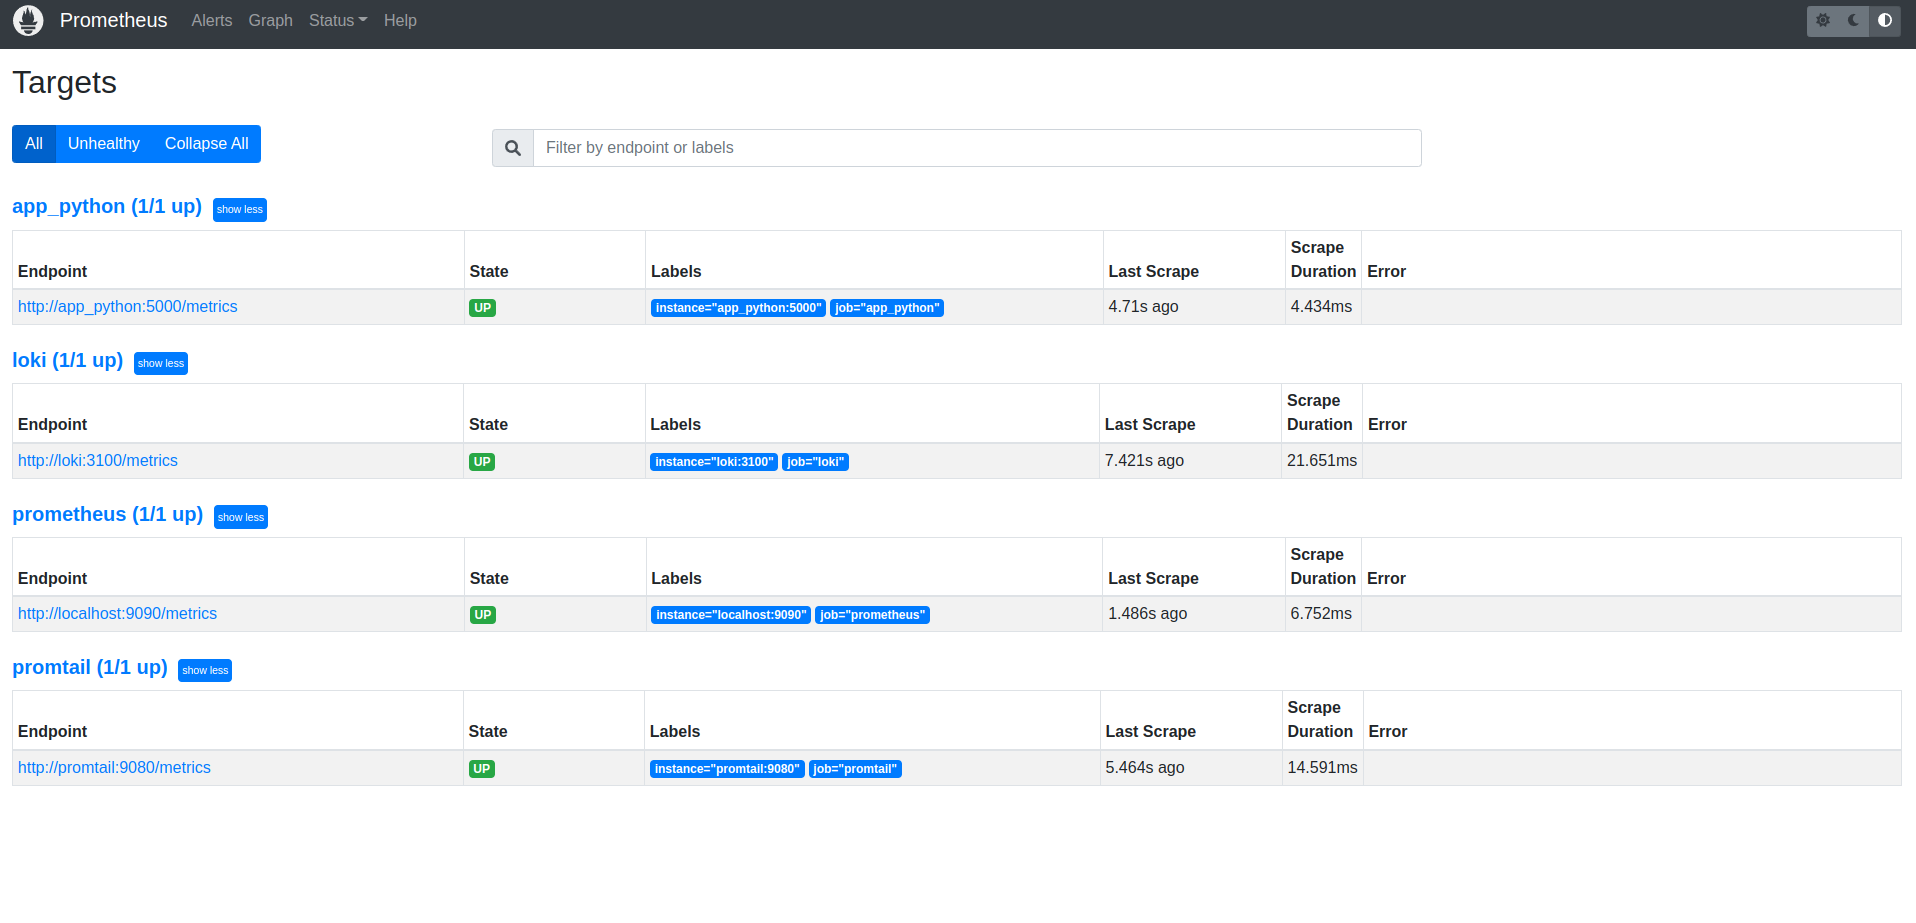 Prometheus Alerts Graph Status Help
Targets
All Unhealthy Collapse All
Filter by endpoint or labels
app_python (1/1 up) show less
Endpoint State Labels Last Scrape Scrape Duration Error
http://app_python:5000/metrics UP instance="app_python:5000" job="app_python" 4.71s ago 4.434ms
loki (1/1 up) show less
Endpoint State Labels Last Scrape Scrape Duration Error
http://loki:3100/metrics UP instance="loki:3100" job="loki" 7.421s ago 21.651ms
prometheus (1/1 up) show less
Endpoint State Labels Last Scrape Scrape Duration Error
http://localhost:9090/metrics UP instance="localhost:9090" job="prometheus" 1.486s ago 6.752ms
promtail (1/1 up) show less
Endpoint State Labels Last Scrape Scrape Duration Error
http://promtail:9080/metrics UP instance="promtail:9080" job="promtail" 5.464s ago 14.591ms